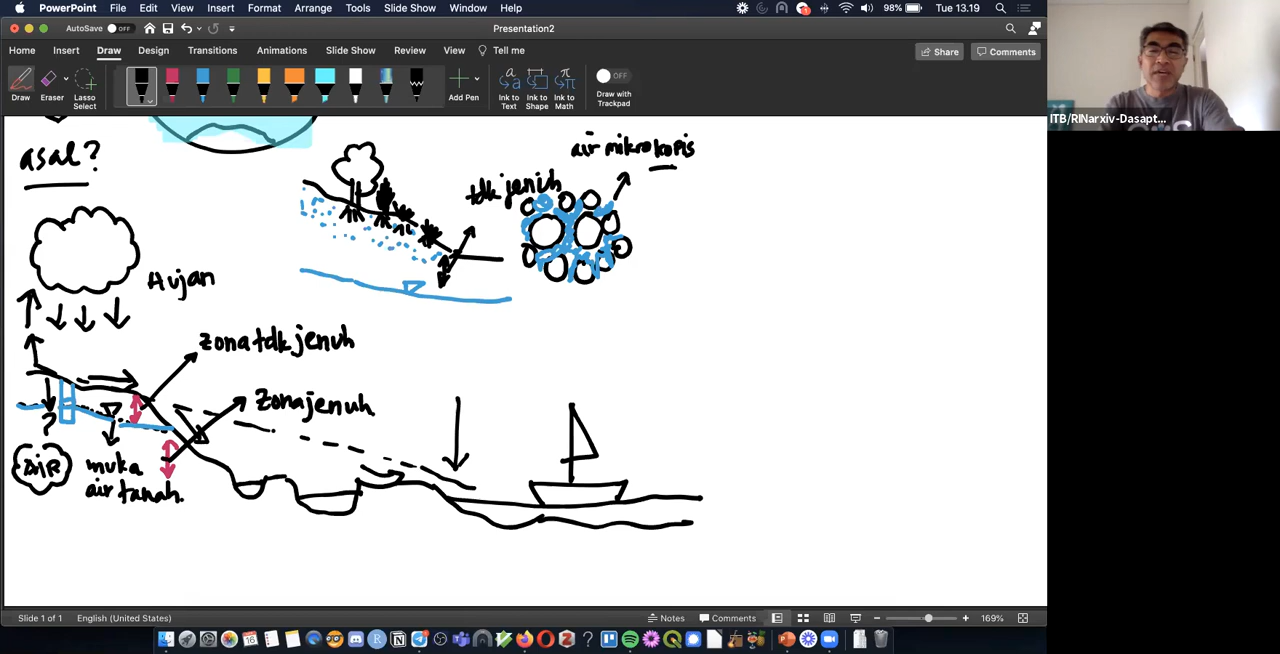 PowerPoint File Edit View Insert Format Arrange Tools Slide Show Window Help
98% Tue 13.19
AutoSave OFF
Presentation2
Home Insert Draw Design Transitions Animations Slide Show Review View Tell me
Share Comments
Draw
Eraser
Lasso
Select
Add Pen
Ink to
Text
Ink to
Shape
Ink to
Math
OFF
Draw with
Trackpad
ITB/RINarxiv-Dasapt...
asal?
air mikrokopis
tdk jenuh
Hujan
zona tdk jenuh
Zona jenuh
?
AIR
muka
air tanah.
Slide 1 of 1
English (United States)
Notes
Comments
169%